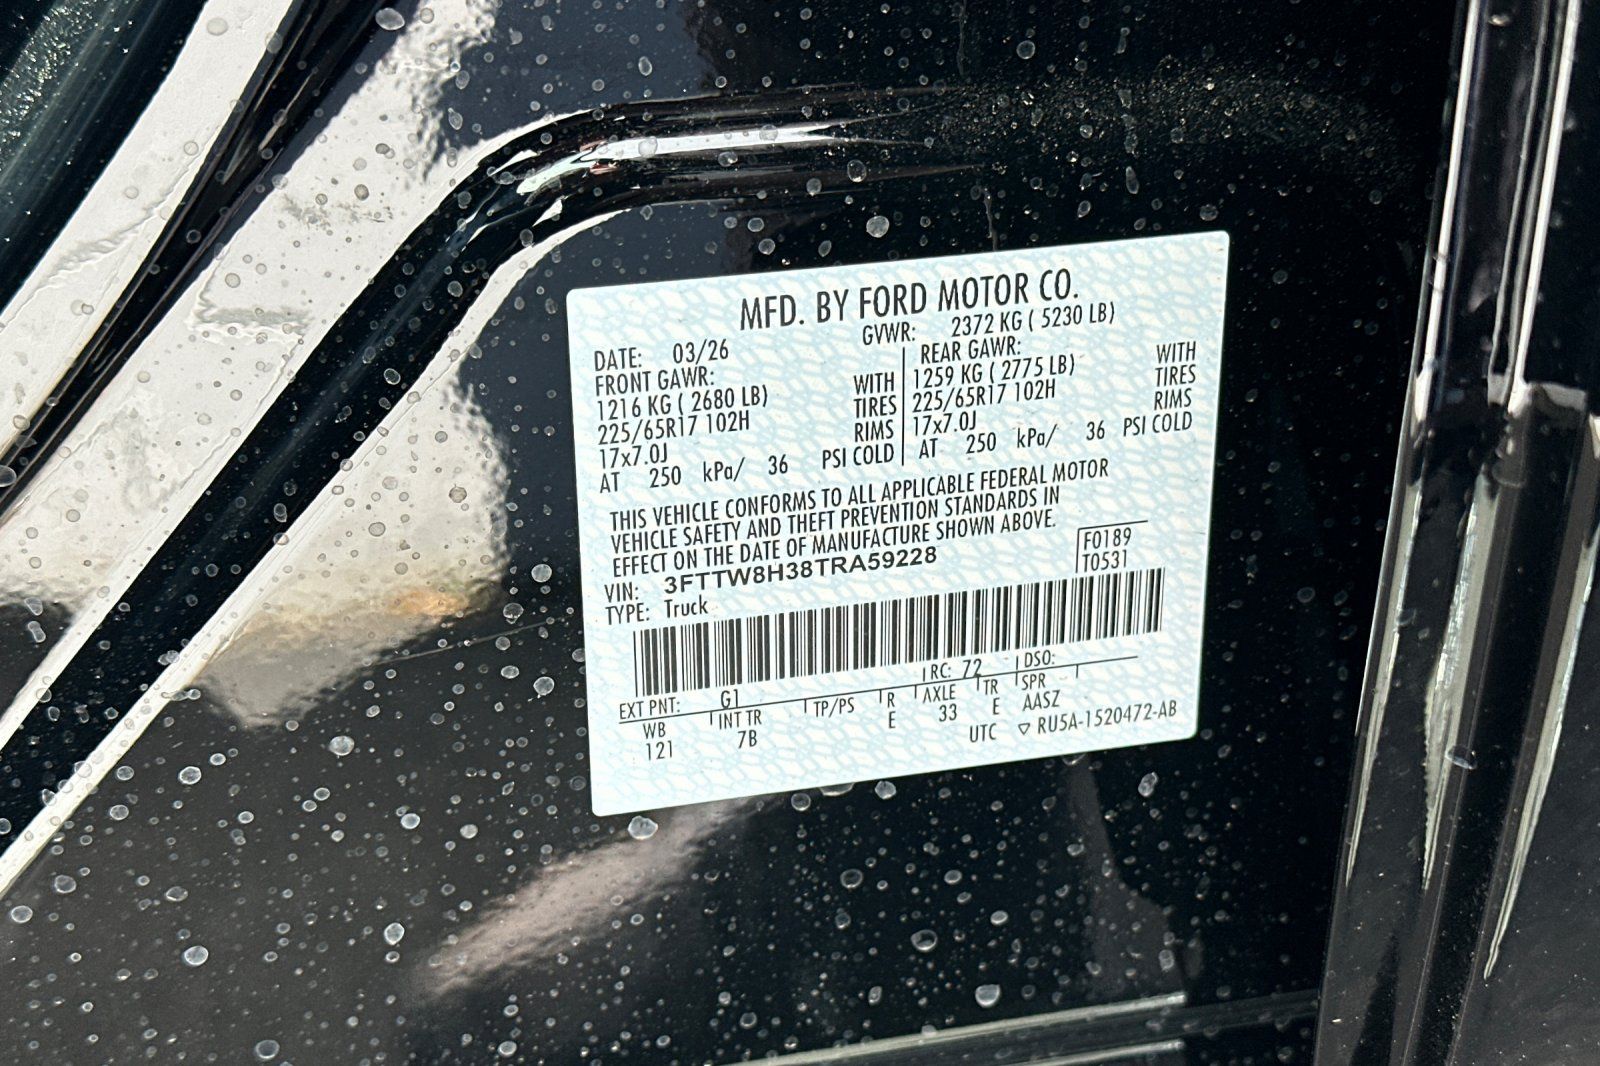 MFD. BY FORD MOTOR CO.
DATE: 03/26 GVWR: 2372 KG ( 5230 LB)
FRONT GAWR: REAR GAWR:
1216 KG ( 2680 LB) WITH 1259 KG ( 2775 LB) WITH
225/65R17 102H TIRES 225/65R17 102H TIRES
17x7.0J RIMS 17x7.0J RIMS
AT 250 kPa/ 36 PSI COLD AT 250 kPa/ 36 PSI COLD
THIS VEHICLE CONFORMS TO ALL APPLICABLE FEDERAL MOTOR
VEHICLE SAFETY AND THEFT PREVENTION STANDARDS IN
EFFECT ON THE DATE OF MANUFACTURE SHOWN ABOVE.
VIN: 3FTTW8H38TRA59228 F0189
TYPE: Truck T0531
EXT PNT: G1 RC: 72 DSO:
WB INT TR TP/PS R AXLE TR SPR
121 7B E 33 E AASZ
UTC ▽ RU5A-1520472-AB